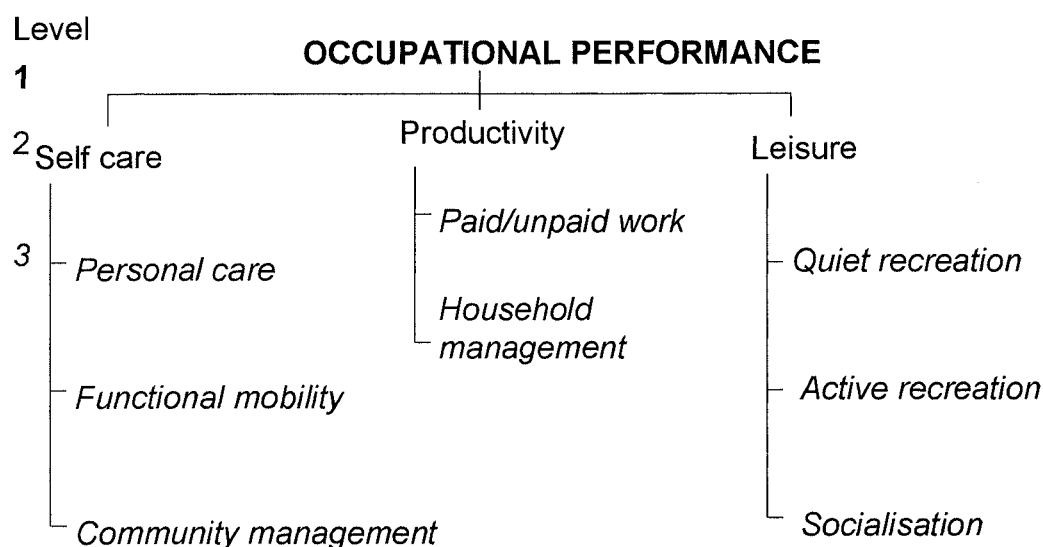 Level
1
OCCUPATIONAL PERFORMANCE
2
Self care
Productivity
Leisure
3
Personal care
Functional mobility
Community management
Paid/unpaid work
Household
management
Quiet recreation
Active recreation
Socialisation